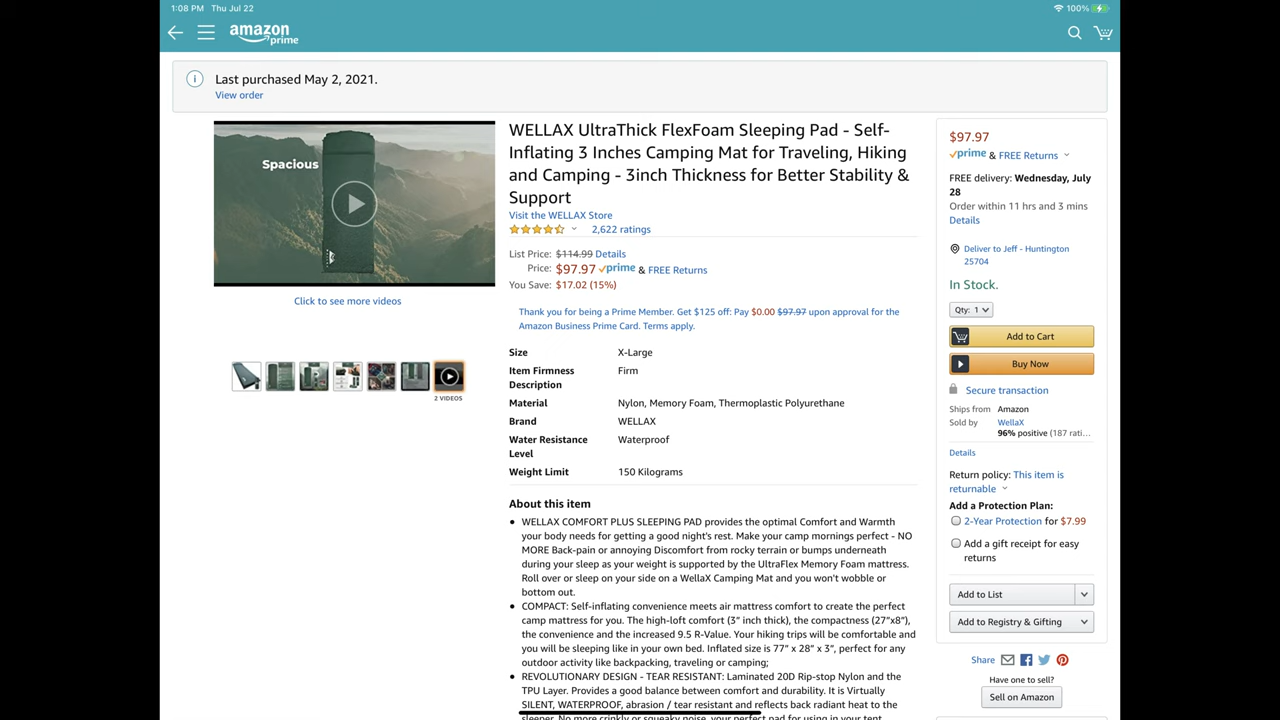 1:08 PM Thu Jul 22
100%
amazon
prime
Last purchased May 2, 2021.
View order
Spacious
Click to see more videos
2 VIDEOS
WELLAX UltraThick FlexFoam Sleeping Pad - Self-
Inflating 3 Inches Camping Mat for Traveling, Hiking
and Camping - 3inch Thickness for Better Stability &
Support
Visit the WELLAX Store
2,622 ratings
List Price: $114.99 Details
Price: $97.97 prime & FREE Returns
You Save: $17.02 (15%)
Thank you for being a Prime Member. Get $125 off: Pay $0.00 $97.97 upon approval for the
Amazon Business Prime Card. Terms apply.
Size X-Large
Item Firmness Firm
Description
Material Nylon, Memory Foam, Thermoplastic Polyurethane
Brand WELLAX
Water Resistance Waterproof
Level
Weight Limit 150 Kilograms
About this item
• WELLAX COMFORT PLUS SLEEPING PAD provides the optimal Comfort and Warmth
your body needs for getting a good night's rest. Make your camp mornings perfect - NO
MORE Back-pain or annoying Discomfort from rocky terrain or bumps underneath
during your sleep as your weight is supported by the UltraFlex Memory Foam mattress.
Roll over or sleep on your side on a WellaX Camping Mat and you won't wobble or
bottom out.
• COMPACT: Self-inflating convenience meets air mattress comfort to create the perfect
camp mattress for you. The high-loft comfort (3" inch thick), the compactness (27"x8"),
the convenience and the increased 9.5 R-Value. Your hiking trips will be comfortable and
you will be sleeping like in your own bed. Inflated size is 77" x 28" x 3", perfect for any
outdoor activity like backpacking, traveling or camping;
• REVOLUTIONARY DESIGN - TEAR RESISTANT: Laminated 20D Rip-stop Nylon and the
TPU Layer. Provides a good balance between comfort and durability. It is Virtually
SILENT, WATERPROOF, abrasion / tear resistant and reflects back radiant heat to the
sleeper. No more crinkly or squeaky noise, your perfect pad for using in your tent
$97.97
prime & FREE Returns
FREE delivery: Wednesday, July
28
Order within 11 hrs and 3 mins
Details
Deliver to Jeff - Huntington
25704
In Stock.
Qty: 1
Add to Cart
Buy Now
Secure transaction
Ships from Amazon
Sold by WellaX
96% positive (187 rati...
Details
Return policy: This item is
returnable
Add a Protection Plan:
2-Year Protection for $7.99
Add a gift receipt for easy
returns
Add to List
Add to Registry & Gifting
Share
Have one to sell?
Sell on Amazon